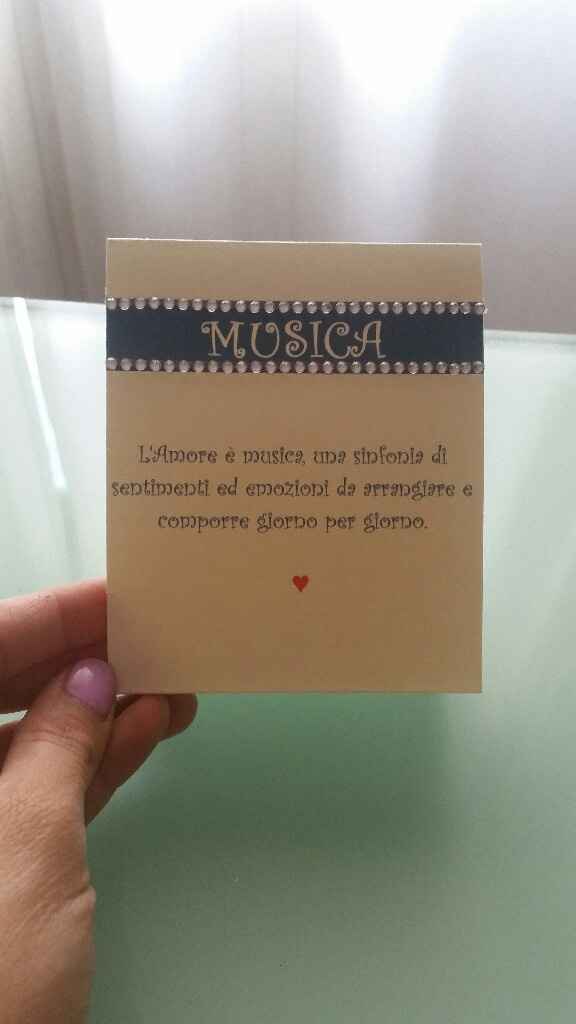 MUSICA
L'Amore è musica, una sinfonia di
sentimenti ed emozioni da arrangiare e
comporre giorno per giorno.